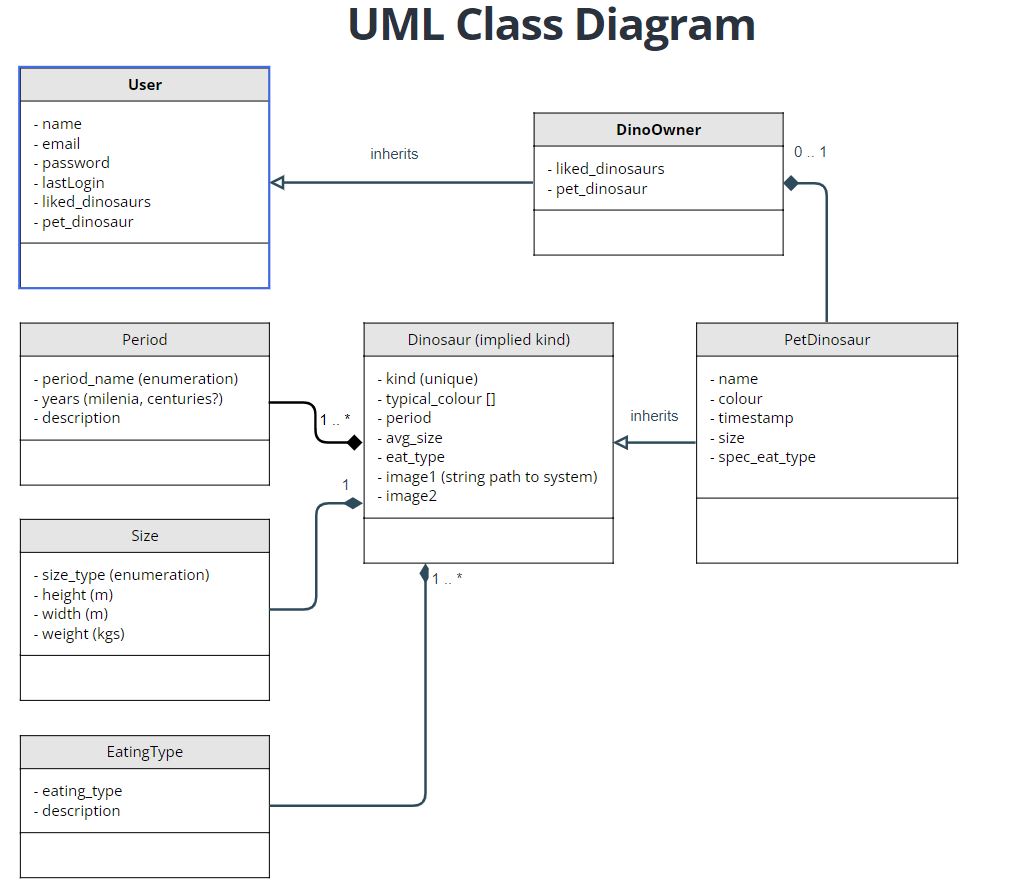 UML Class Diagram
User
- name
- email
- password
- lastLogin
- liked_dinosaurs
- pet_dinosaur
inherits
DinoOwner
- liked_dinosaurs
- pet_dinosaur
0 .. 1
Period
- period_name (enumeration)
- years (milenia, centuries?)
- description
1 .. *
Dinosaur (implied kind)
- kind (unique)
- typical_colour []
- period
- avg_size
- eat_type
- image1 (string path to system)
- image2
inherits
PetDinosaur
- name
- colour
- timestamp
- size
- spec_eat_type
1
Size
- size_type (enumeration)
- height (m)
- width (m)
- weight (kgs)
1 .. *
EatingType
- eating_type
- description